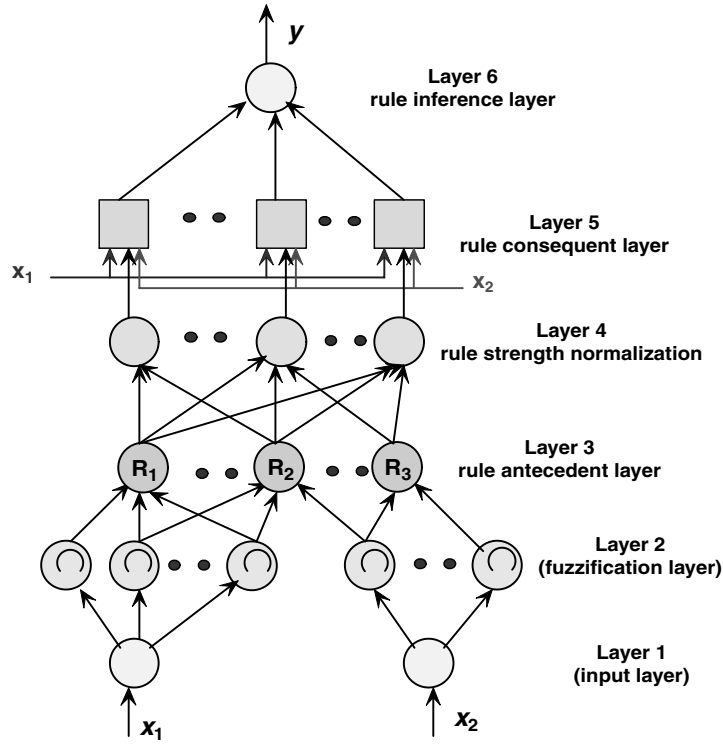 y
Layer 6
rule inference layer
Layer 5
rule consequent layer
x₁
x₂
Layer 4
rule strength normalization
R₁
R₂
R₃
Layer 3
rule antecedent layer
Layer 2
(fuzzification layer)
Layer 1
(input layer)
x₁
x₂